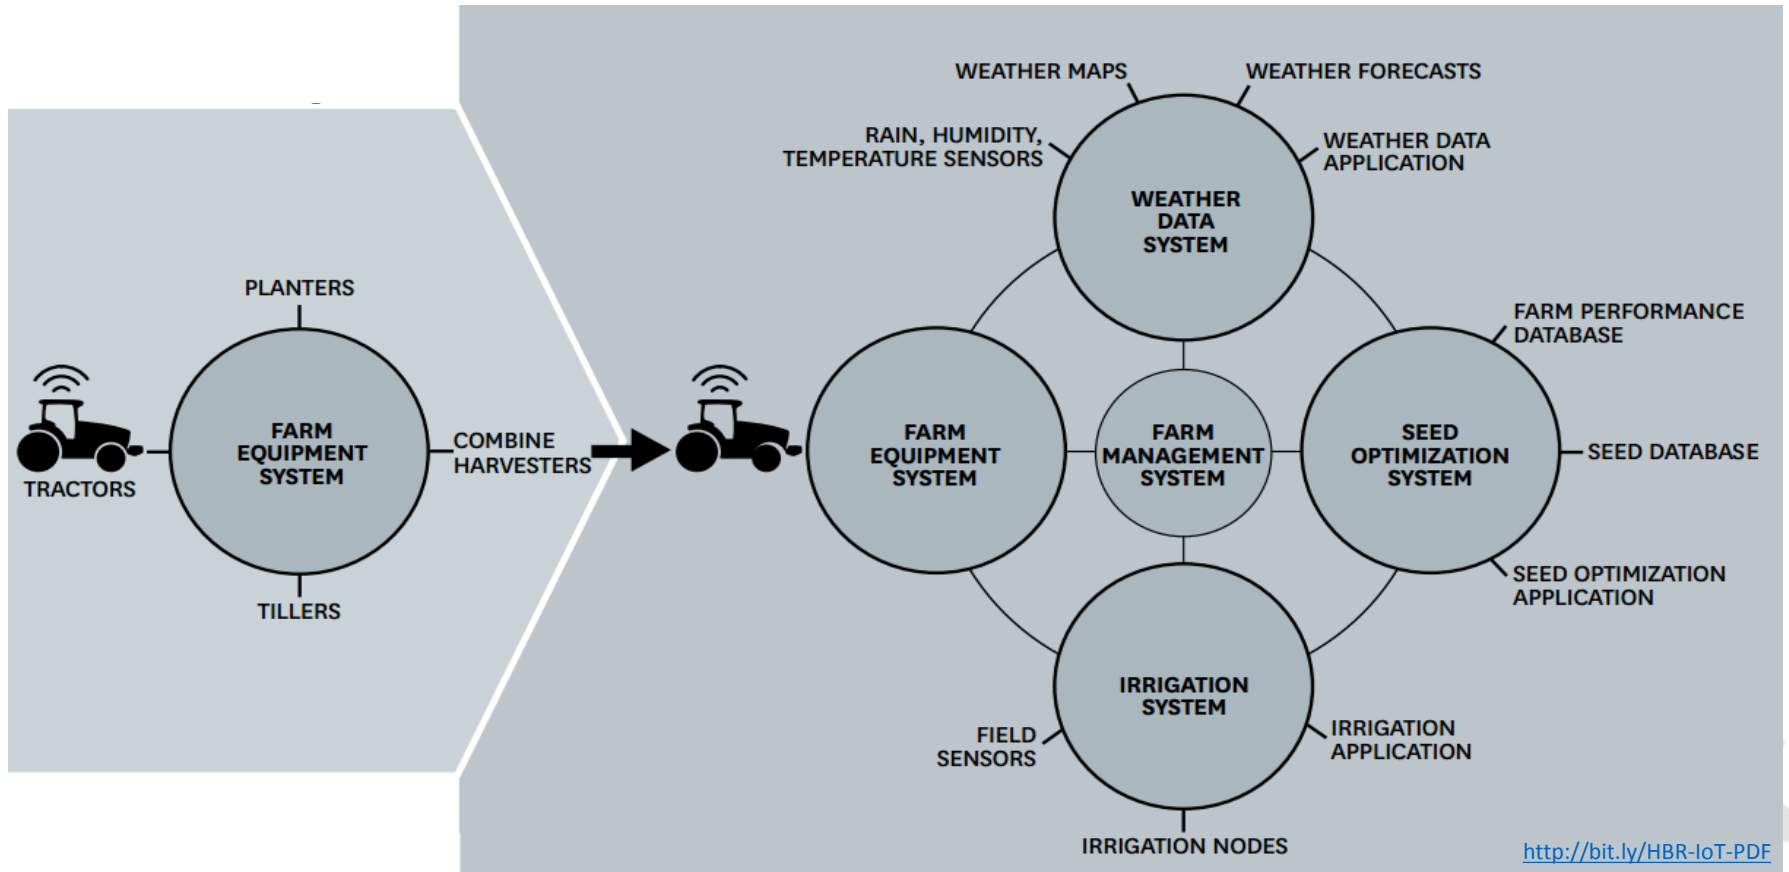 PLANTERS
TRACTORS
FARM
EQUIPMENT
SYSTEM
COMBINE
HARVESTERS
TILLERS
WEATHER MAPS
WEATHER FORECASTS
RAIN, HUMIDITY,
TEMPERATURE SENSORS
WEATHER DATA
APPLICATION
WEATHER
DATA
SYSTEM
FARM
EQUIPMENT
SYSTEM
FARM
MANAGEMENT
SYSTEM
SEED
OPTIMIZATION
SYSTEM
FARM PERFORMANCE
DATABASE
SEED DATABASE
SEED OPTIMIZATION
APPLICATION
IRRIGATION
SYSTEM
FIELD
SENSORS
IRRIGATION
APPLICATION
IRRIGATION NODES
http://bit.ly/HBR-IoT-PDF